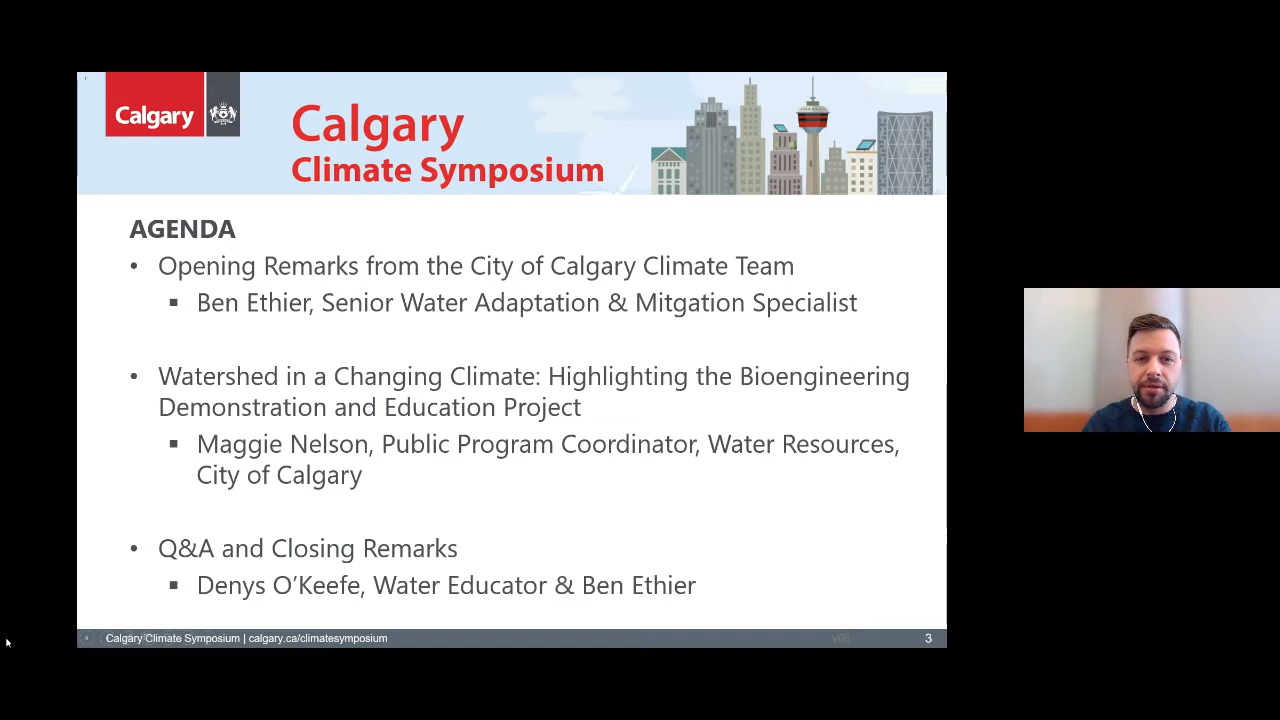 Calgary
Calgary
Climate Symposium
AGENDA
• Opening Remarks from the City of Calgary Climate Team
▪ Ben Ethier, Senior Water Adaptation & Mitgation Specialist
• Watershed in a Changing Climate: Highlighting the Bioengineering
Demonstration and Education Project
▪ Maggie Nelson, Public Program Coordinator, Water Resources,
City of Calgary
• Q&A and Closing Remarks
▪ Denys O’Keefe, Water Educator & Ben Ethier
Calgary Climate Symposium | calgary.ca/climatesymposium
V05
3